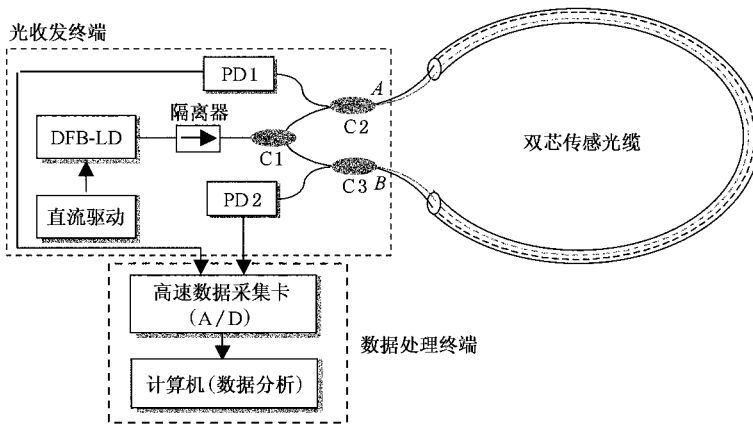 光收发终端
PD1
A
隔离器
C2
DFB-LD
C1
双芯传感光缆
C3
B
PD2
直流驱动
高速数据采集卡
(A/D)
数据处理终端
计算机(数据分析)